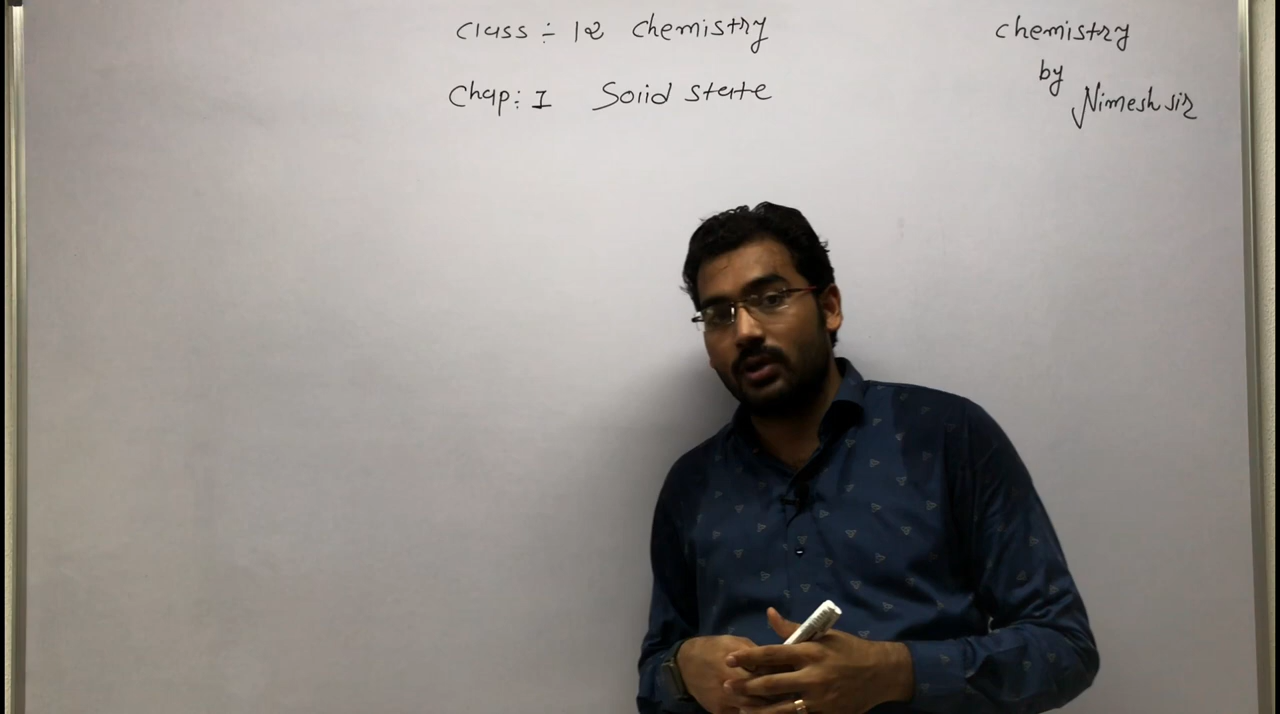 Class :- 12 Chemistry
Chap: I Solid state
chemistry
by
Nimesh sir